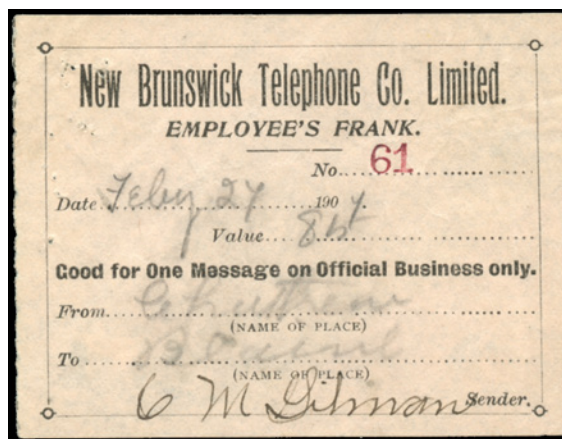 New Brunswick Telephone Co. Limited.
EMPLOYEE'S FRANK.
No. 61
Date Feby 27 1904.
Value
Good for One Message on Official Business only.
From
(NAME OF PLACE)
To
(NAME OF PLACE)
C M Gilman Sender.